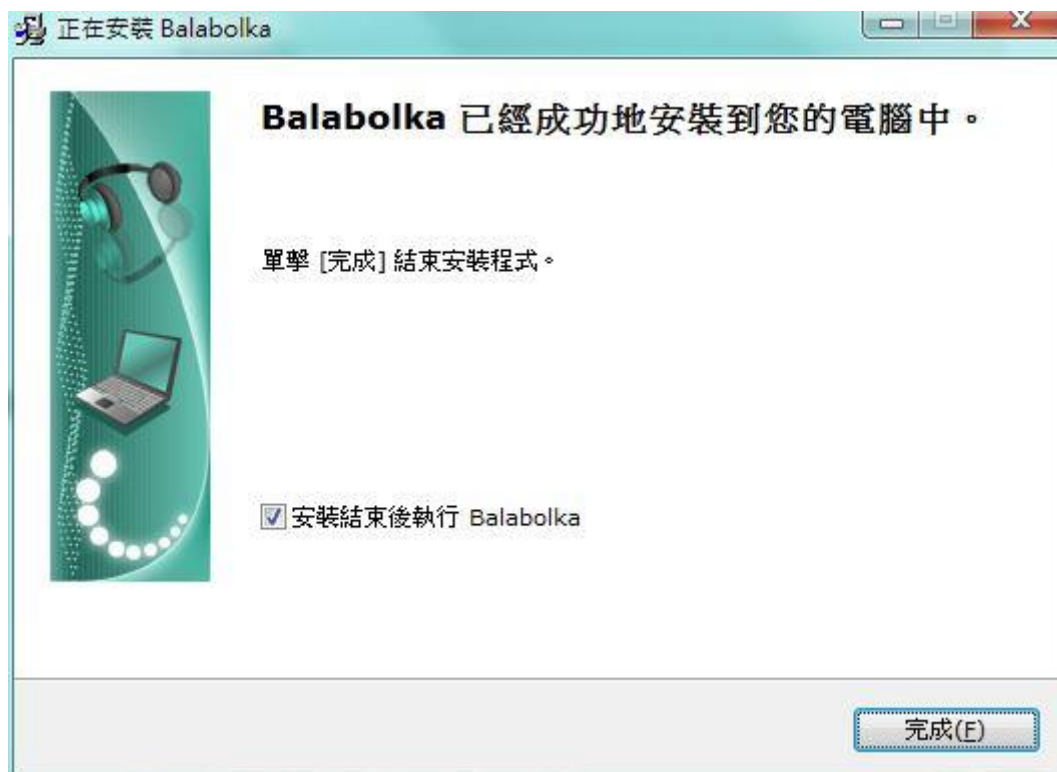 正在安裝 Balabolka
Balabolka 已經成功地安裝到您的電腦中。
單擊 [完成] 結束安裝程式。
安裝結束後執行 Balabolka
完成(F)